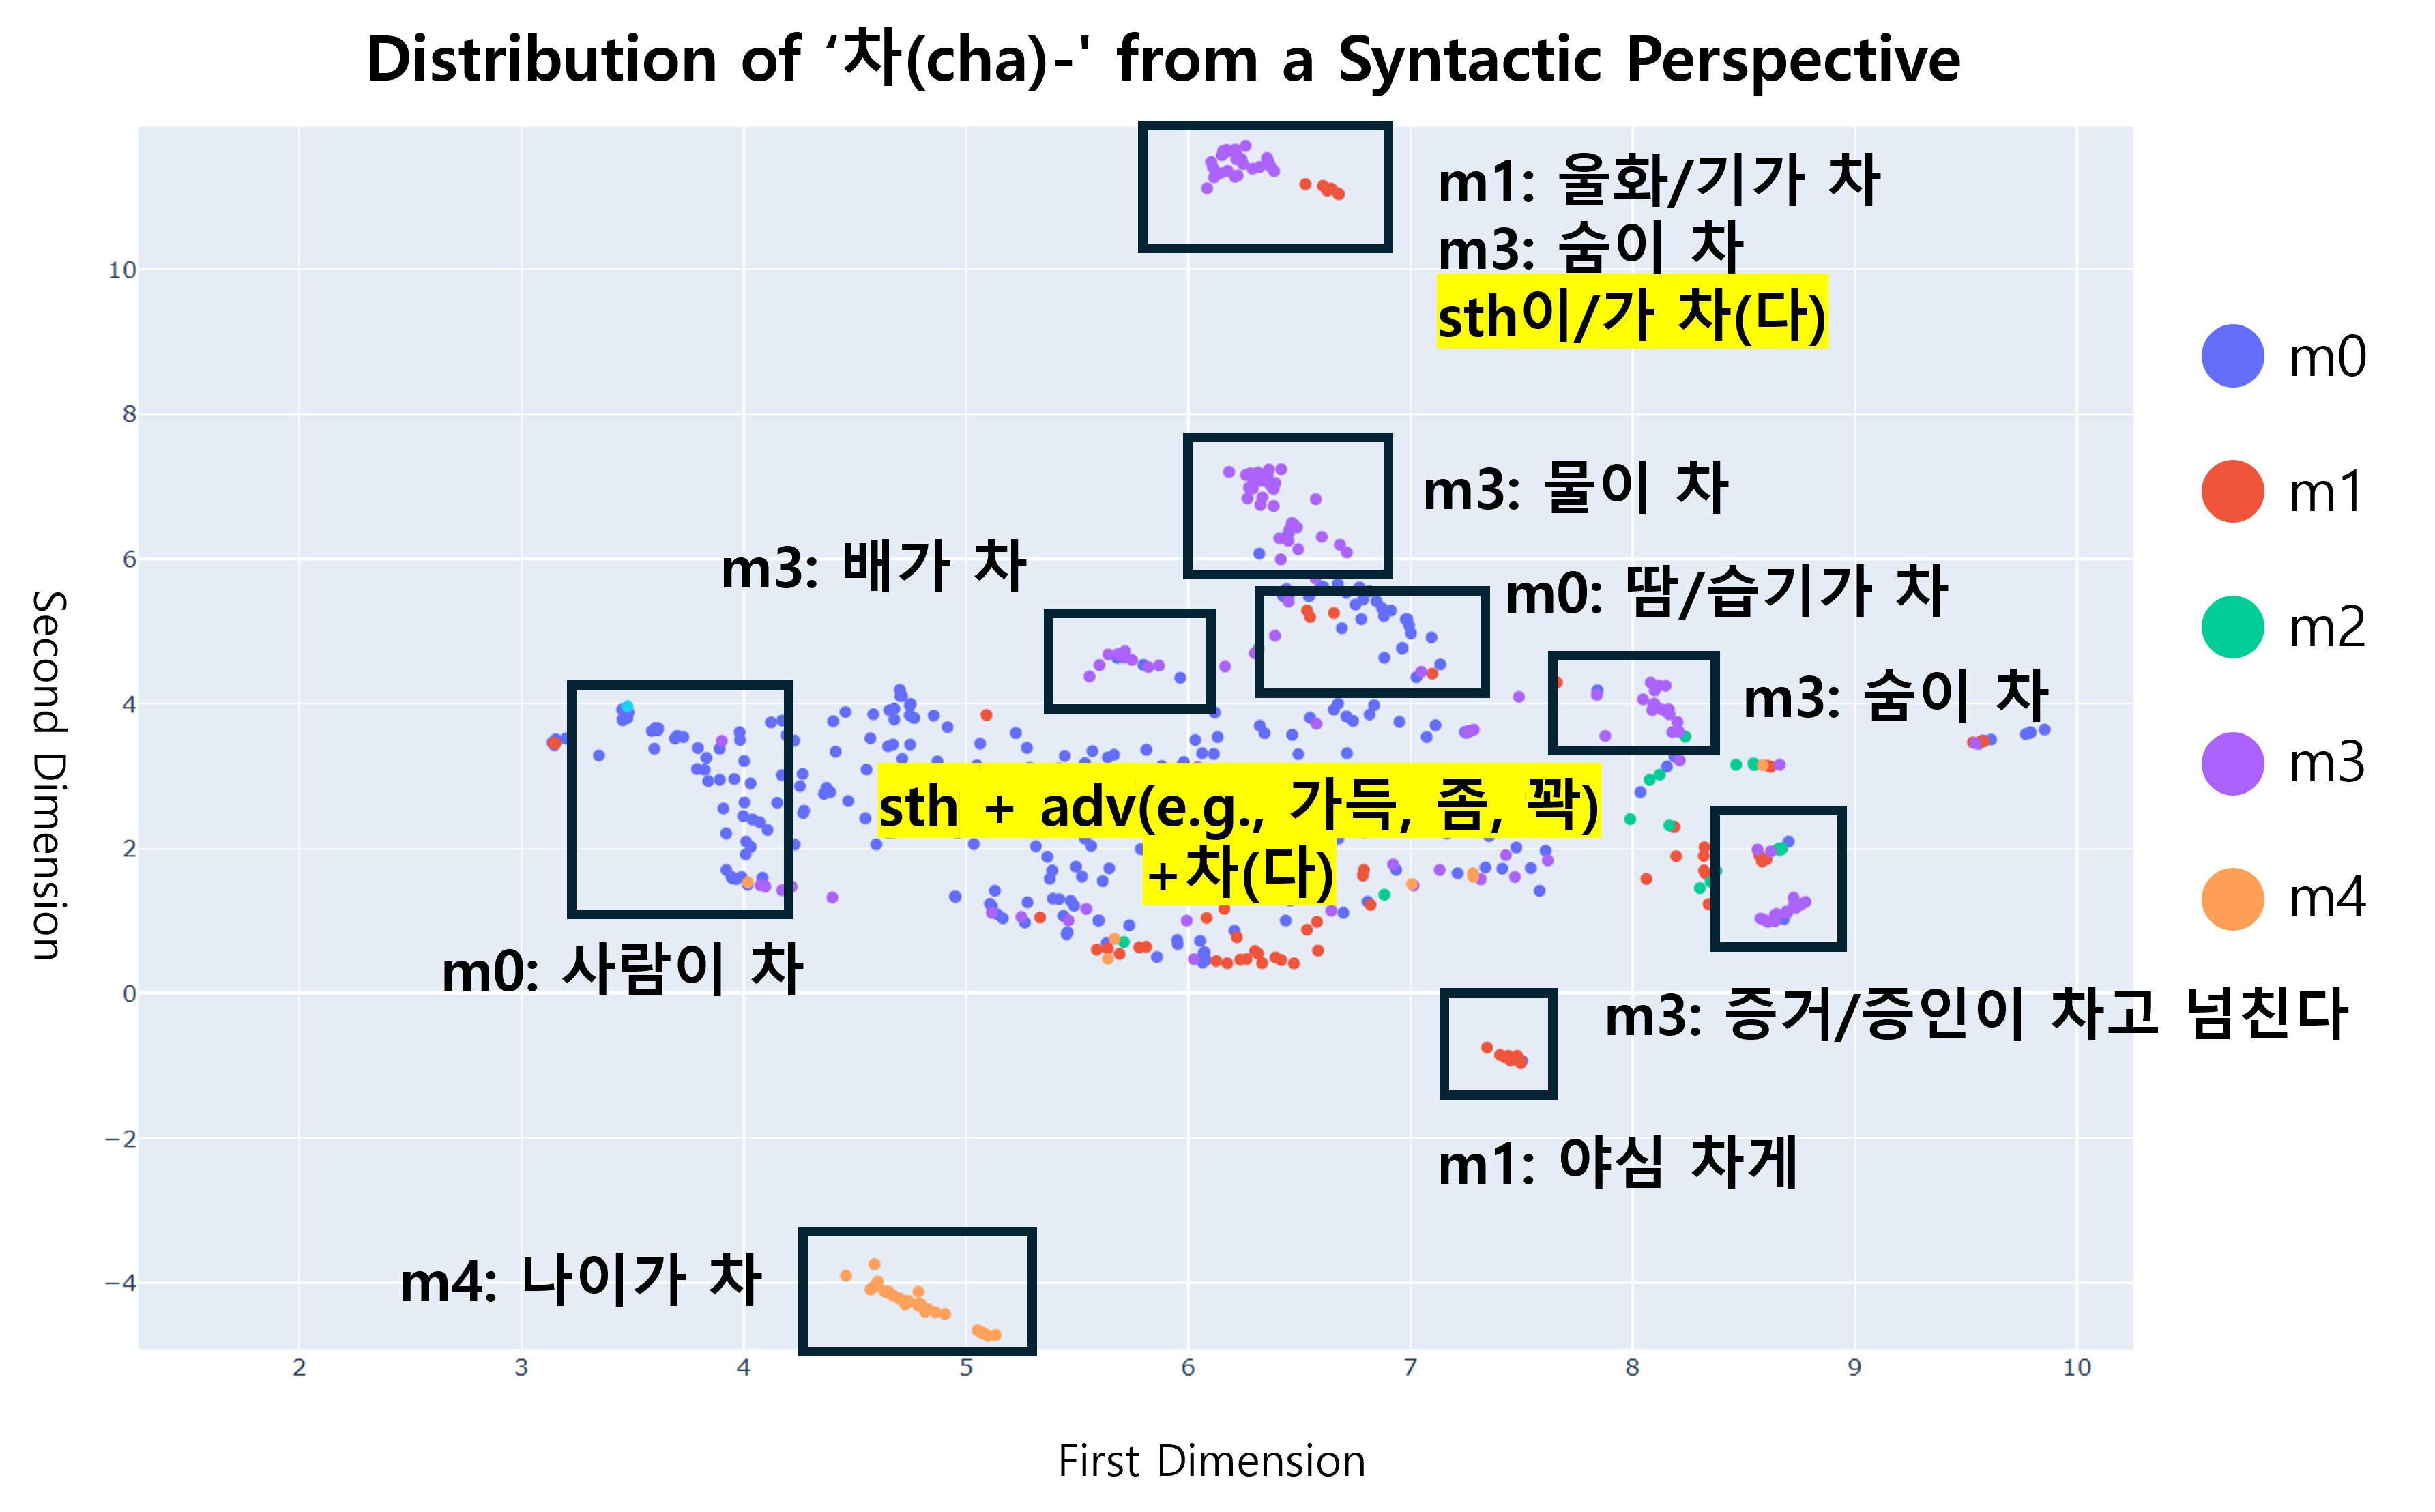 Distribution of ‘차(cha)-' from a Syntactic Perspective
m1: 울화/기가 차
m3: 숨이 차
sth이/가 차(다)
m0
m1
m2
m3
m4
m3: 물이 차
m3: 배가 차
m0: 땀/습기가 차
m3: 숨이 차
sth + adv(e.g., 가득, 좀, 꽉)
+차(다)
m0: 사람이 차
m3: 증거/증인이 차고 넘친다
m1: 야심 차게
m4: 나이가 차
10
8
6
4
2
0
−2
−4
2
3
4
5
6
7
8
9
10
Second Dimension
First Dimension